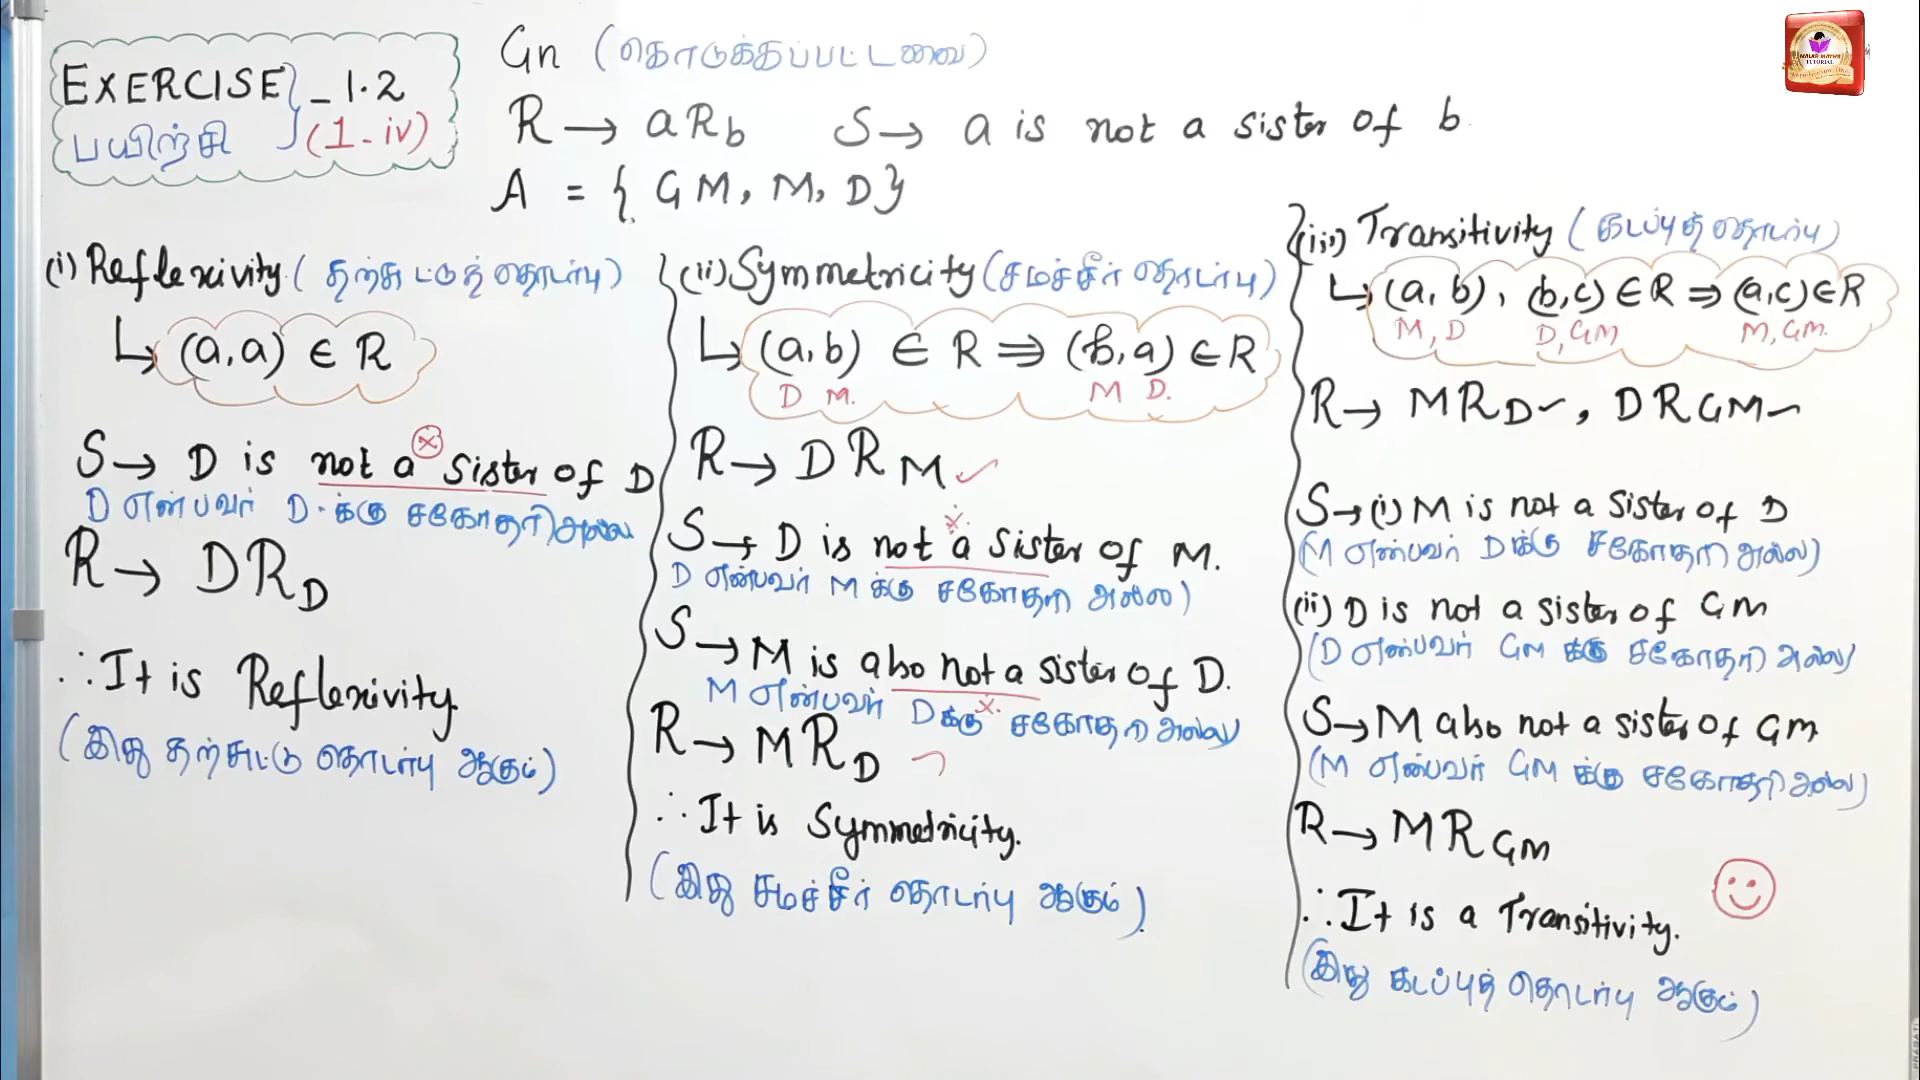 EXERCISE } - 1.2
பயிற்சி (1-iv)
Gn (கொடுக்கப்பட்டவை)
R → aRb S → a is not a sister of b
A = { GM, M, D}
(i) Reflexivity (தற்சுட்டுத் தொடர்பு)
↳ (a,a) ∈ R
S → D is not a sister of D
D என்பவர் D-க்கு சகோதரி அல்ல
R → DRD
∴ It is Reflexivity.
(இது தற்சுட்டு தொடர்பு ஆகும்)
(ii) Symmetricity (சமச்சீர் தொடர்பு)
↳ (a,b) ∈ R ⇒ (b,a) ∈ R
D M. M D.
R → DRM ✓
S → D is not a sister of M.
D என்பவர் M க்கு சகோதரி அல்ல)
S → M is also not a sister of D.
M என்பவர் D க்கு சகோதரி அல்ல)
R → MRD
∴ It is Symmetricity.
(இது சமச்சீர் தொடர்பு ஆகும்)
(iii) Transitivity (கடப்புத் தொடர்பு)
↳ (a,b), (b,c) ∈ R ⇒ (a,c) ∈ R
M, D D, GM M, GM.
R → MRD, DRGM
S → (i) M is not a sister of D
(M என்பவர் D க்கு சகோதரி அல்ல)
(ii) D is not a sister of GM
(D என்பவர் GM க்கு சகோதரி அல்ல)
S → M also not a sister of GM
(M என்பவர் GM க்கு சகோதரி அல்ல)
R → MRGM
∴ It is a Transitivity.
(இது கடப்புத் தொடர்பு ஆகும்)